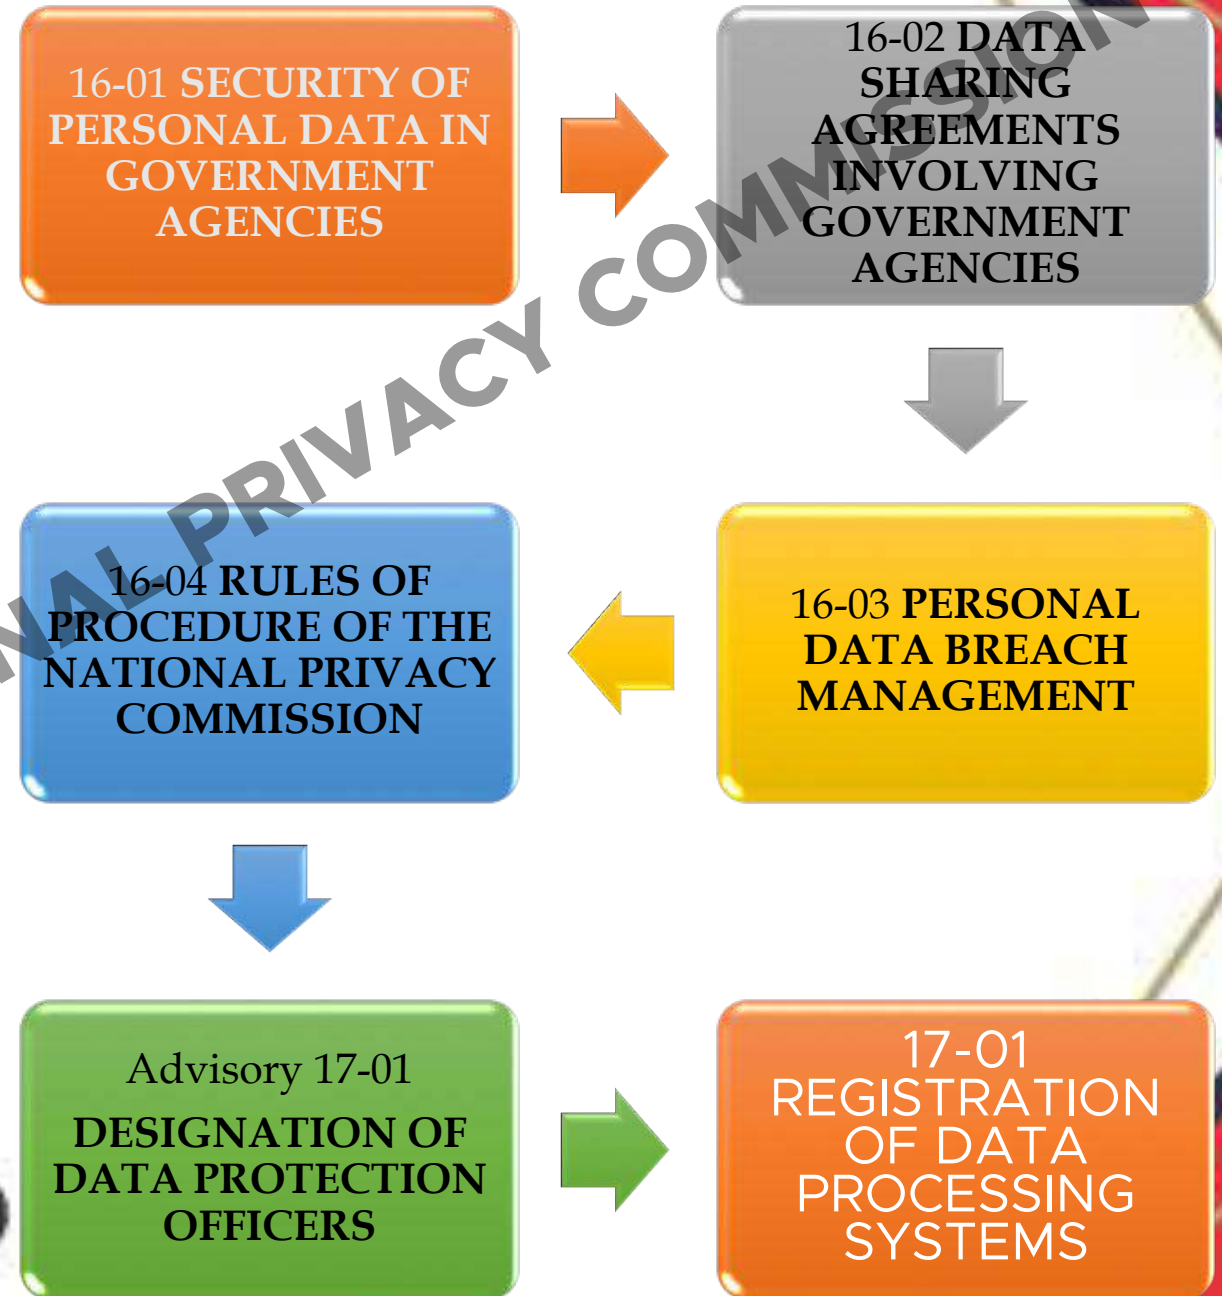 16-01 SECURITY OF
PERSONAL DATA IN
GOVERNMENT
AGENCIES
16-02 DATA
SHARING
AGREEMENTS
INVOLVING
GOVERNMENT
AGENCIES
16-03 PERSONAL
DATA BREACH
MANAGEMENT
16-04 RULES OF
PROCEDURE OF THE
NATIONAL PRIVACY
COMMISSION
Advisory 17-01
DESIGNATION OF
DATA PROTECTION
OFFICERS
17-01
REGISTRATION
OF DATA
PROCESSING
SYSTEMS
NAL PRIVACY COMMISSION